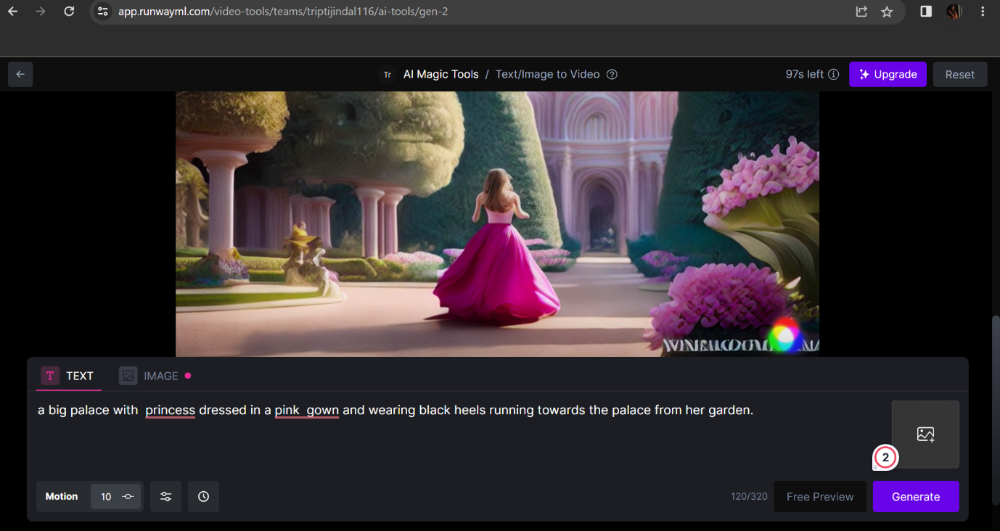 app.runwayml.com/video-tools/teams/triptijindal116/ai-tools/gen-2
Tr AI Magic Tools / Text/Image to Video ?
97s left Upgrade Reset
T TEXT IMAGE
a big palace with  princess dressed in a pink  gown and wearing black heels running towards the palace from her garden.
2
Motion 10 120/320 Free Preview Generate